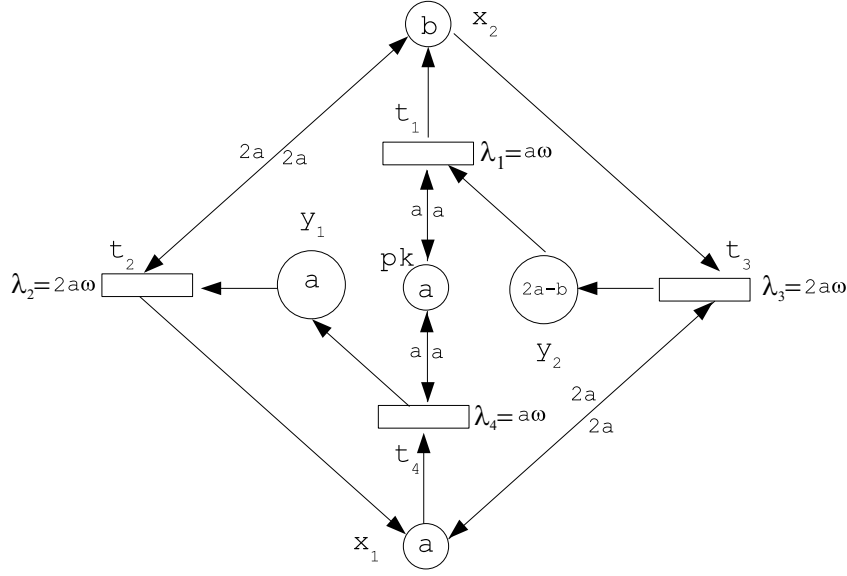 b x₂
t₁
2a 2a λ₁=aω
a a
y₁
t₂ pk t₃
λ₂=2aω a a 2a-b λ₃=2aω
y₂
a a
2a
2a
λ₄=aω
t₄
x₁ a